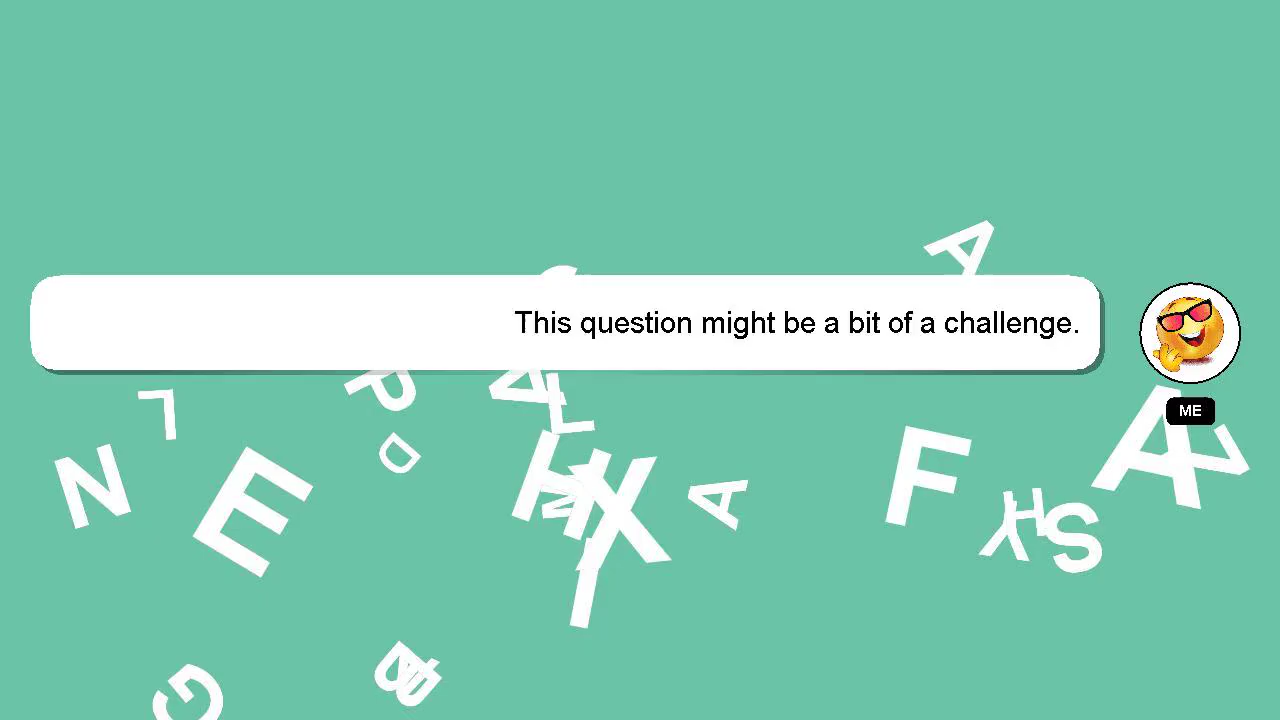 This question might be a bit of a challenge.
ME
A
L
P
D
N
E
H
X
A
F
A
Y
H
S
G